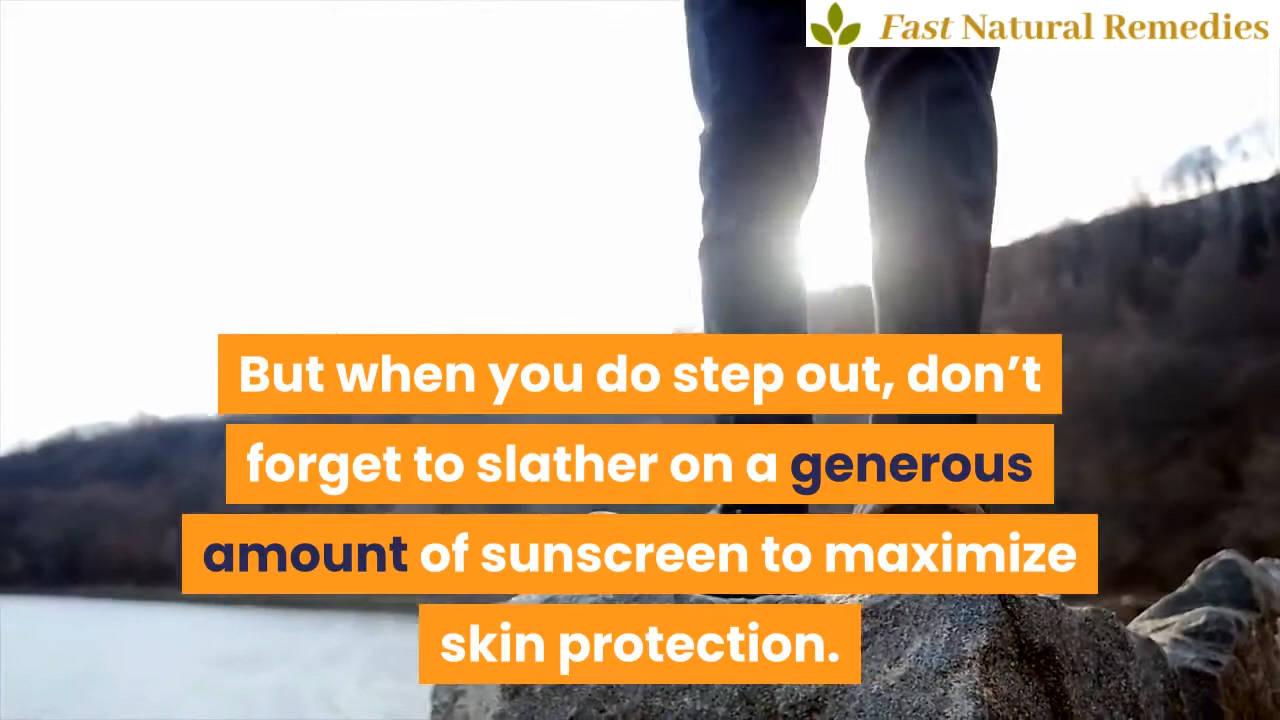 Fast Natural Remedies
But when you do step out, don’t
forget to slather on a generous
amount of sunscreen to maximize
skin protection.